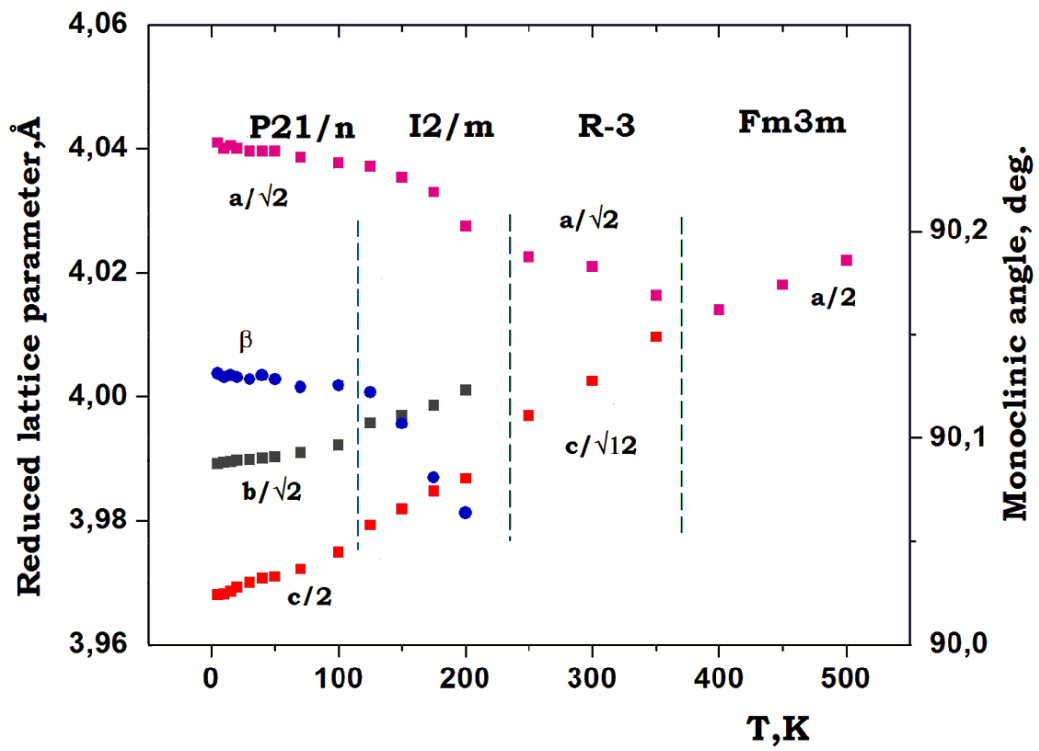 4,06
4,04
4,02
4,00
3,98
3,96
Reduced lattice parameter,Å
P21/n
I2/m
R-3
Fm3m
a/√2
a/√2
a/2
β
b/√2
c/√12
c/2
90,2
90,1
90,0
Monoclinic angle, deg.
0
100
200
300
400
500
T,K